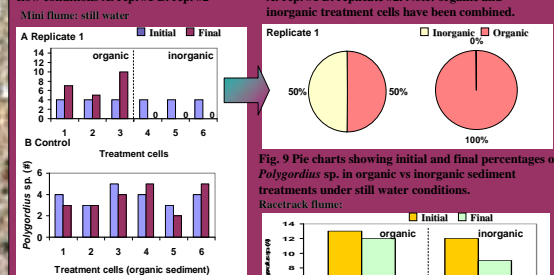 Mini flume: still water
inorganic treatment cells have been combined.
A Replicate 1
Initial Final
organic inorganic
14
12
10
8
6
4
2
0
0 0 0
1 2 3 4 5 6
Treatment cells
B Control
Polygordius sp. (#)
6
4
2
0
1 2 3 4 5 6
Treatment cells (organic sediment)
Replicate 1
Inorganic Organic
50% 50%
0%
100%
Fig. 9 Pie charts showing initial and final percentages o
Polygordius sp. in organic vs inorganic sediment
treatments under still water conditions.
Racetrack flume:
Initial Final
organic inorganic
14
12
10
8